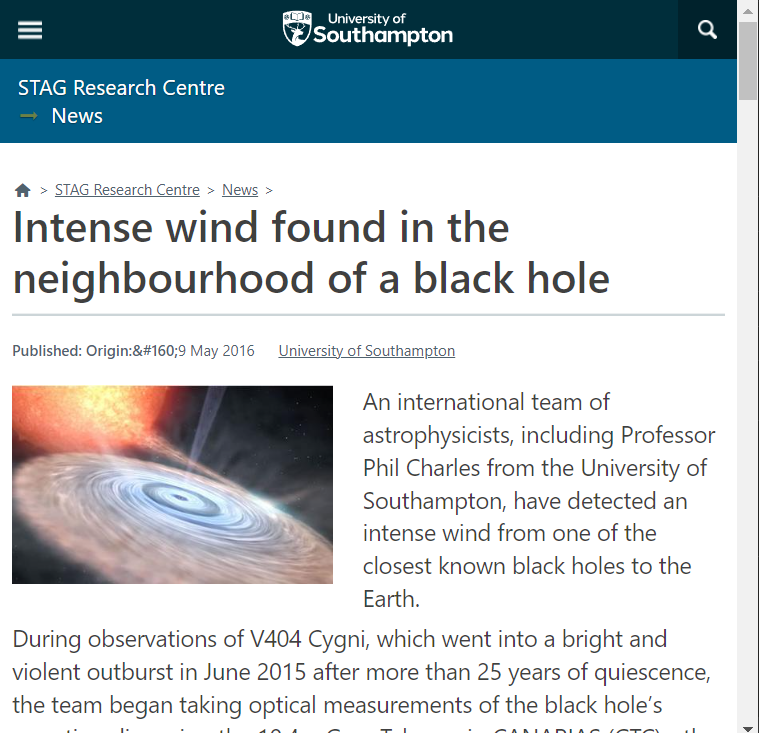 University of
Southampton
STAG Research Centre
→ News
> STAG Research Centre > News >
Intense wind found in the
neighbourhood of a black hole
Published: Origin:&#160;9 May 2016 University of Southampton
An international team of
astrophysicists, including Professor
Phil Charles from the University of
Southampton, have detected an
intense wind from one of the
closest known black holes to the
Earth.
During observations of V404 Cygni, which went into a bright and
violent outburst in June 2015 after more than 25 years of quiescence,
the team began taking optical measurements of the black hole’s